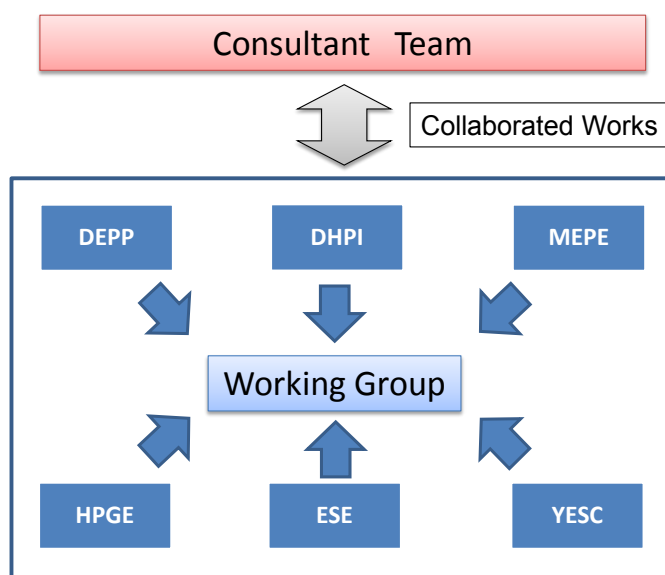 Consultant Team
Collaborated Works
DEPP
DHPI
MEPE
Working Group
HPGE
ESE
YESC